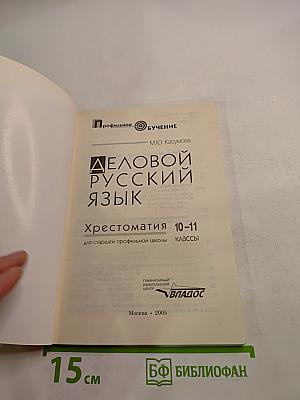 Профильное ОБУЧЕНИЕ
М.Ю. Касумова
ДЕЛОВОЙ
РУССКИЙ
ЯЗЫК
Хрестоматия 10–11
для старшей профильной школы классы
ГУМАНИТАРНЫЙ
ИЗДАТЕЛЬСКИЙ
ЦЕНТР
ВЛАДОС
Москва • 2005
15 см БФ БИБЛИОФАН